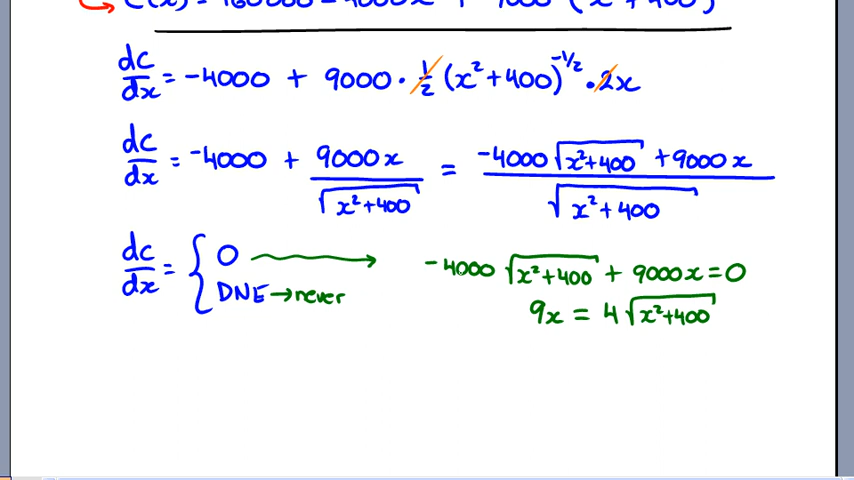 dc/dx = -4000 + 9000 · 1/2 (x² + 400)^-1/2 · 2x
dc/dx = -4000 + 9000x / √(x²+400) = (-4000 √(x²+400) + 9000x) / √(x²+400)
dc/dx = { 0 → -4000 √(x²+400) + 9000x = 0
DNE → never 9x = 4 √(x²+400)